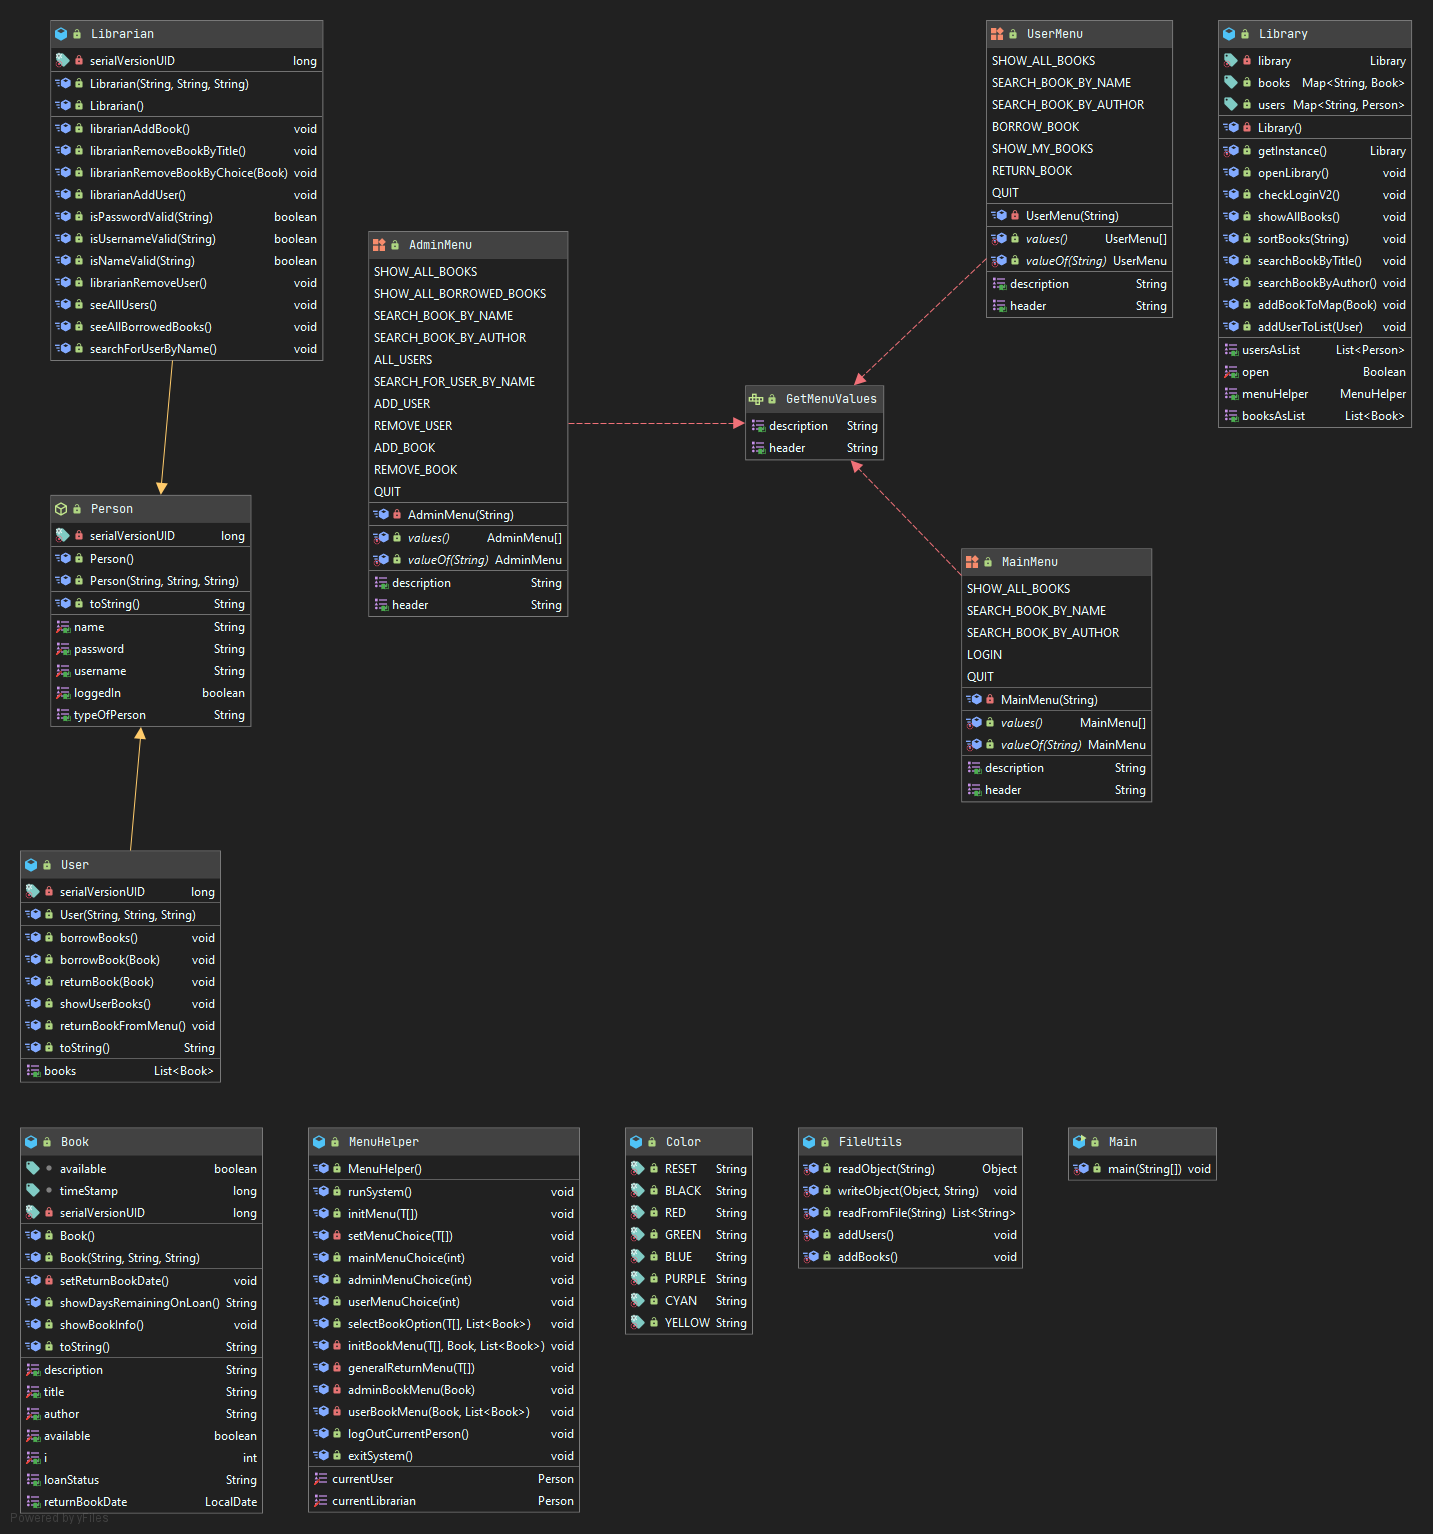 Librarian
serialVersionUID long
Librarian(String, String, String)
Librarian()
librarianAddBook() void
librarianRemoveBookByTitle() void
librarianRemoveBookByChoice(Book) void
librarianAddUser() void
isPasswordValid(String) boolean
isUsernameValid(String) boolean
isNameValid(String) boolean
librarianRemoveUser() void
seeAllUsers() void
seeAllBorrowedBooks() void
searchForUserByName() void
AdminMenu
SHOW_ALL_BOOKS
SHOW_ALL_BORROWED_BOOKS
SEARCH_BOOK_BY_NAME
SEARCH_BOOK_BY_AUTHOR
ALL_USERS
SEARCH_FOR_USER_BY_NAME
ADD_USER
REMOVE_USER
ADD_BOOK
REMOVE_BOOK
QUIT
AdminMenu(String)
values() AdminMenu[]
valueOf(String) AdminMenu
description String
header String
UserMenu
SHOW_ALL_BOOKS
SEARCH_BOOK_BY_NAME
SEARCH_BOOK_BY_AUTHOR
BORROW_BOOK
SHOW_MY_BOOKS
RETURN_BOOK
QUIT
UserMenu(String)
values() UserMenu[]
valueOf(String) UserMenu
description String
header String
Library
library Library
books Map<String, Book>
users Map<String, Person>
Library()
getInstance() Library
openLibrary() void
checkLoginV2() void
showAllBooks() void
sortBooks(String) void
searchBookByTitle() void
searchBookByAuthor() void
addBookToMap(Book) void
addUserToList(User) void
usersAsList List<Person>
open Boolean
menuHelper MenuHelper
booksAsList List<Book>
GetMenuValues
description String
header String
Person
serialVersionUID long
Person()
Person(String, String, String)
toString() String
name String
password String
username String
loggedIn boolean
typeOfPerson String
MainMenu
SHOW_ALL_BOOKS
SEARCH_BOOK_BY_NAME
SEARCH_BOOK_BY_AUTHOR
LOGIN
QUIT
MainMenu(String)
values() MainMenu[]
valueOf(String) MainMenu
description String
header String
User
serialVersionUID long
User(String, String, String)
borrowBooks() void
borrowBook(Book) void
returnBook(Book) void
showUserBooks() void
returnBookFromMenu() void
toString() String
books List<Book>
Book
available boolean
timeStamp long
serialVersionUID long
Book()
Book(String, String, String)
setReturnBookDate() void
showDaysRemainingOnLoan() String
showBookInfo() void
toString() String
description String
title String
author String
available boolean
i int
loanStatus String
returnBookDate LocalDate
MenuHelper
MenuHelper()
runSystem() void
initMenu(T[]) void
setMenuChoice(T[]) void
mainMenuChoice(int) void
adminMenuChoice(int) void
userMenuChoice(int) void
selectBookOption(T[], List<Book>) void
initBookMenu(T[], Book, List<Book>) void
generalReturnMenu(T[]) void
adminBookMenu(Book) void
userBookMenu(Book, List<Book>) void
logOutCurrentPerson() void
exitSystem() void
currentUser Person
currentLibrarian Person
Color
RESET String
BLACK String
RED String
GREEN String
BLUE String
PURPLE String
CYAN String
YELLOW String
FileUtils
readObject(String) Object
writeObject(Object, String) void
readFromFile(String) List<String>
addUsers() void
addBooks() void
Main
main(String[]) void
Powered by yFiles